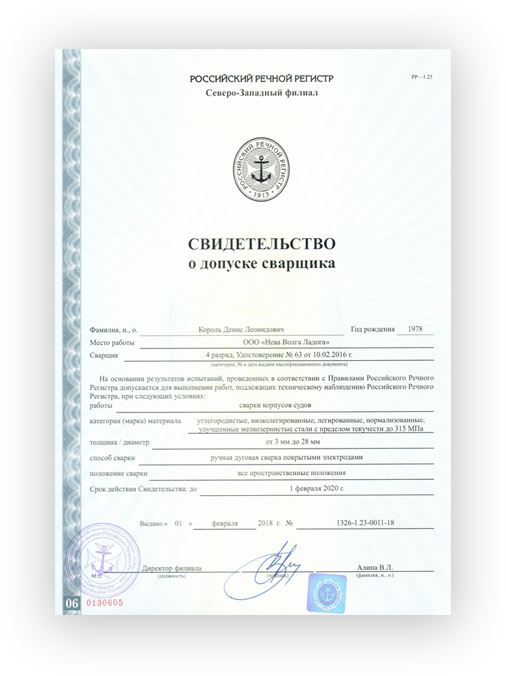 РОССИЙСКИЙ РЕЧНОЙ РЕГИСТР
РР—1.23
Северо-Западный филиал
РОССИЙСКИЙ РЕЧНОЙ РЕГИСТР
1913
СВИДЕТЕЛЬСТВО
о допуске сварщика
Фамилия, и., о. Король Денис Леонидович Год рождения 1978
Место работы ООО «Нева Волга Ладога»
Сварщик 4 разряд, Удостоверение № 63 от 10.02.2016 г.
(категория, № и дата выдачи квалификационного документа)
На основании результатов испытаний, проведенных в соответствии с Правилами Российского Речного
Регистра допускается для выполнения работ, подлежащих техническому наблюдению Российского Речного
Регистра, при следующих условиях:
работы сварки корпусов судов
категория (марка) материала углеродистые, низколегированные, легированные, нормализованные,
улучшенные мелкозернистые стали с пределом текучести до 315 МПа
толщина / диаметр от 3 мм до 28 мм
способ сварки ручная дуговая сварка покрытыми электродами
положение сварки все пространственные положения
Срок действия Свидетельства: до 1 февраля 2020 г.
Выдано « 01 » февраля 2018 г. № 1326-1.23-0011-18
М.П. Директор филиала Алипа В.Л.
(должность) (подпись) (фамилия, и., о.)
06 0130605